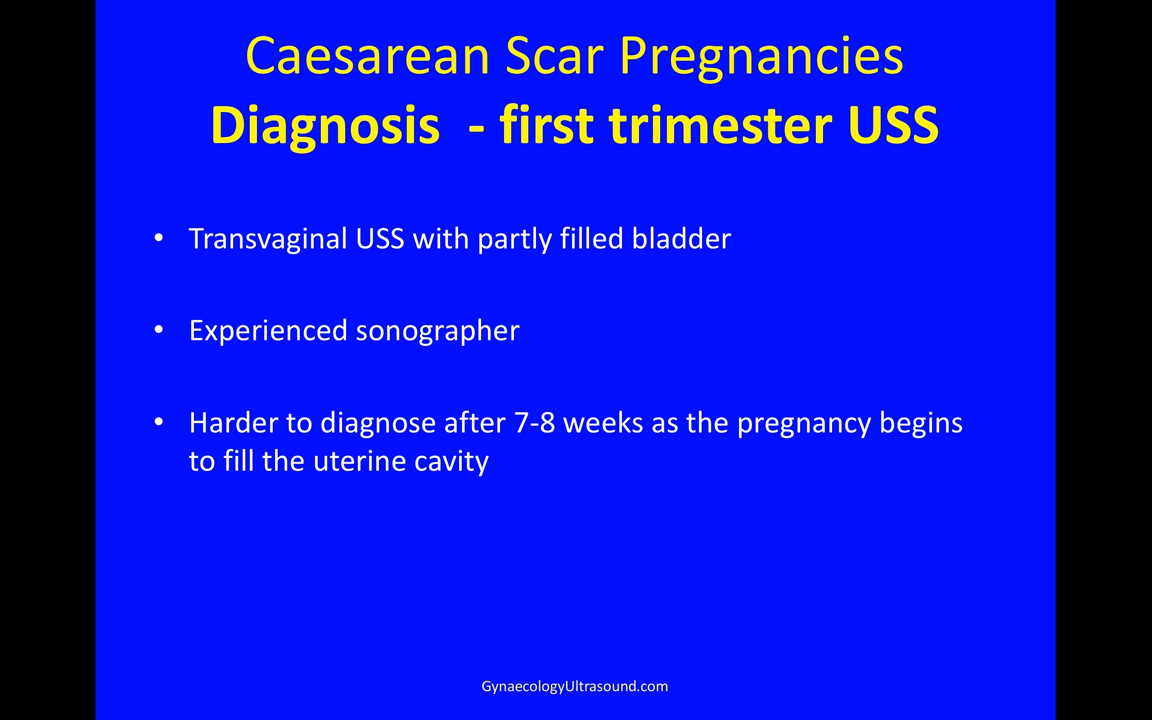 Caesarean Scar Pregnancies
Diagnosis - first trimester USS
• Transvaginal USS with partly filled bladder
• Experienced sonographer
• Harder to diagnose after 7-8 weeks as the pregnancy begins
to fill the uterine cavity
GynaecologyUltrasound.com